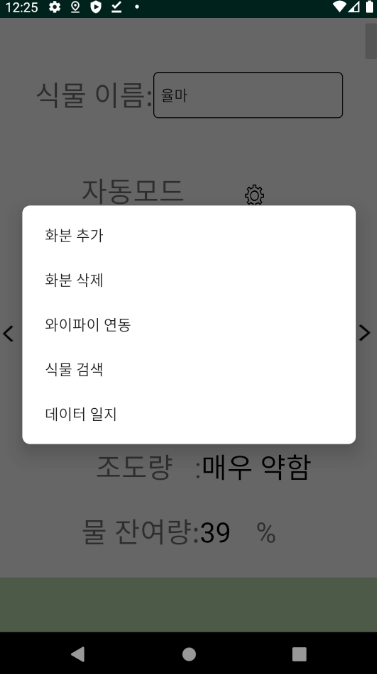 12:25
식물 이름: 율마
자동모드
화분 추가
화분 삭제
와이파이 연동
식물 검색
데이터 일지
조도량 :매우 약함
물 잔여량:39 %